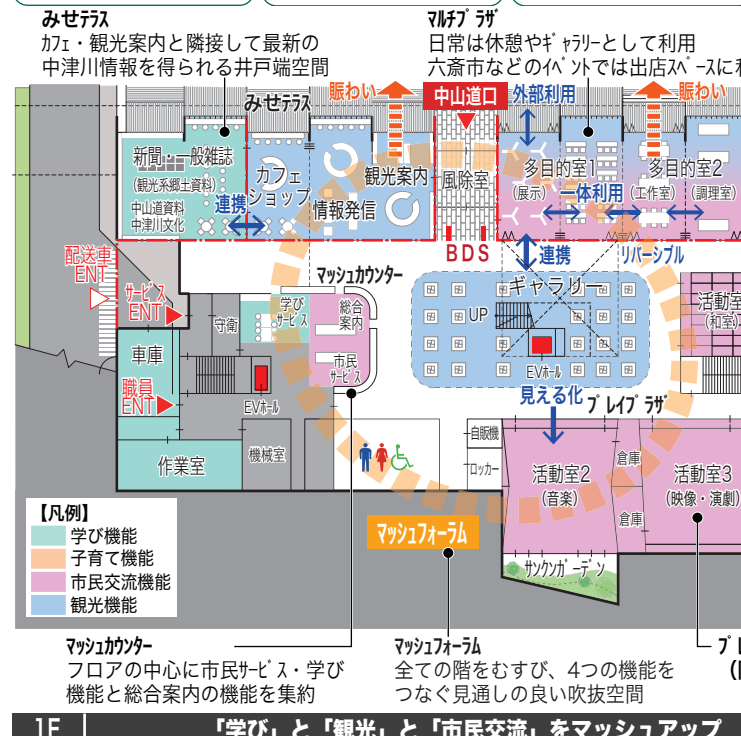 みせテラス
カフェ・観光案内と隣接して最新の
中津川情報を得られる井戸端空間
マルチプラザ
日常は休憩やギャラリーとして利用
六斎市などのイベントでは出店スペースに利
みせテラス
賑わい
中山道口
外部利用
賑わい
新聞・一般雑誌
(観光系郷土資料)
中山道資料
中津川文化
連携
カフェ
ショップ
情報発信
観光案内
風除室
多目的室1
(展示)
一体利用
多目的室2
(工作室)
(調理室)
BDS
連携
リバーシブル
配送車
ENT
サービス
ENT
マッシュカウンター
守衛
学び
サービス
総合
案内
市民
サービス
ギャラリー
UP
EVホール
活動室
(和室)
車庫
職員
ENT
EVホール
作業室
機械室
見える化
プレイプラザ
自販機
ロッカー
活動室2
(音楽)
倉庫
倉庫
活動室3
(映像・演劇)
サンクンガーデン
マッシュフォーラム
【凡例】
学び機能
子育て機能
市民交流機能
観光機能
マッシュカウンター
フロアの中心に市民サービス・学び
機能と総合案内の機能を集約
マッシュフォーラム
全ての階をむすび、4つの機能を
つなぐ見通しの良い吹抜空間
1F
「学び」と「観光」と「市民交流」をマッシュアップ